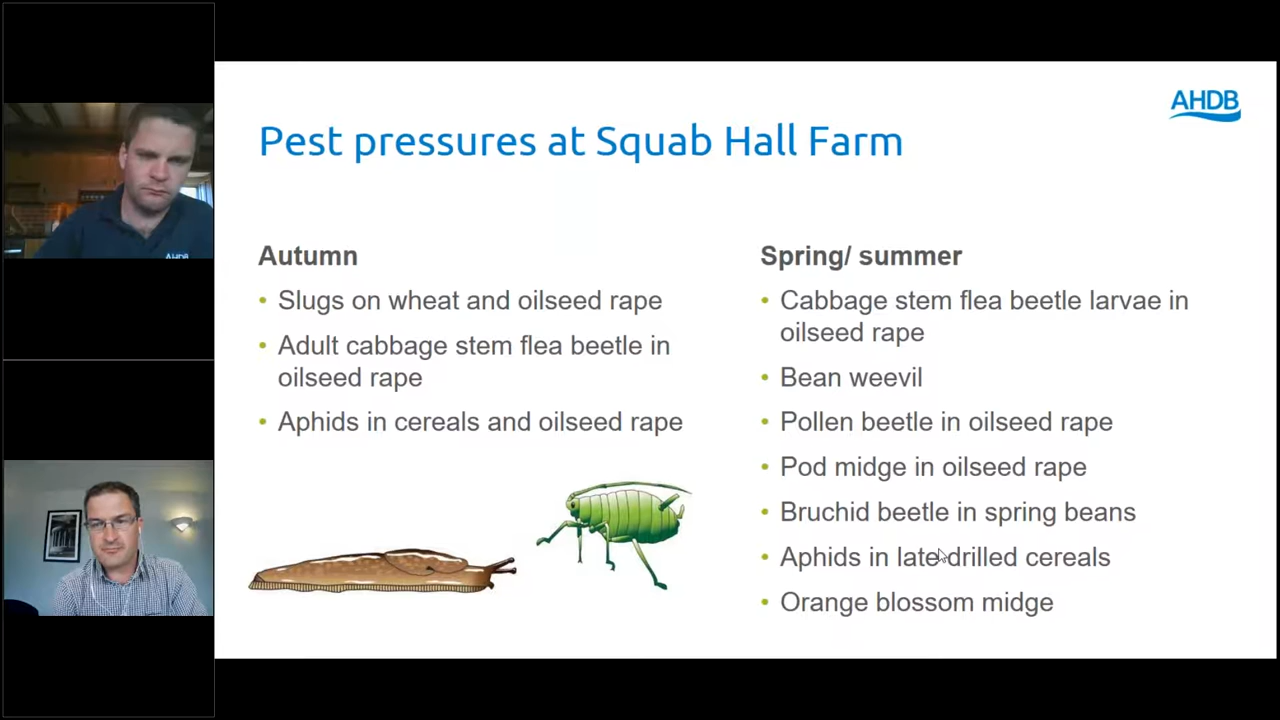 AHDB
Pest pressures at Squab Hall Farm
Autumn
• Slugs on wheat and oilseed rape
• Adult cabbage stem flea beetle in
oilseed rape
• Aphids in cereals and oilseed rape
Spring/ summer
• Cabbage stem flea beetle larvae in
oilseed rape
• Bean weevil
• Pollen beetle in oilseed rape
• Pod midge in oilseed rape
• Bruchid beetle in spring beans
• Aphids in late drilled cereals
• Orange blossom midge
AHDB